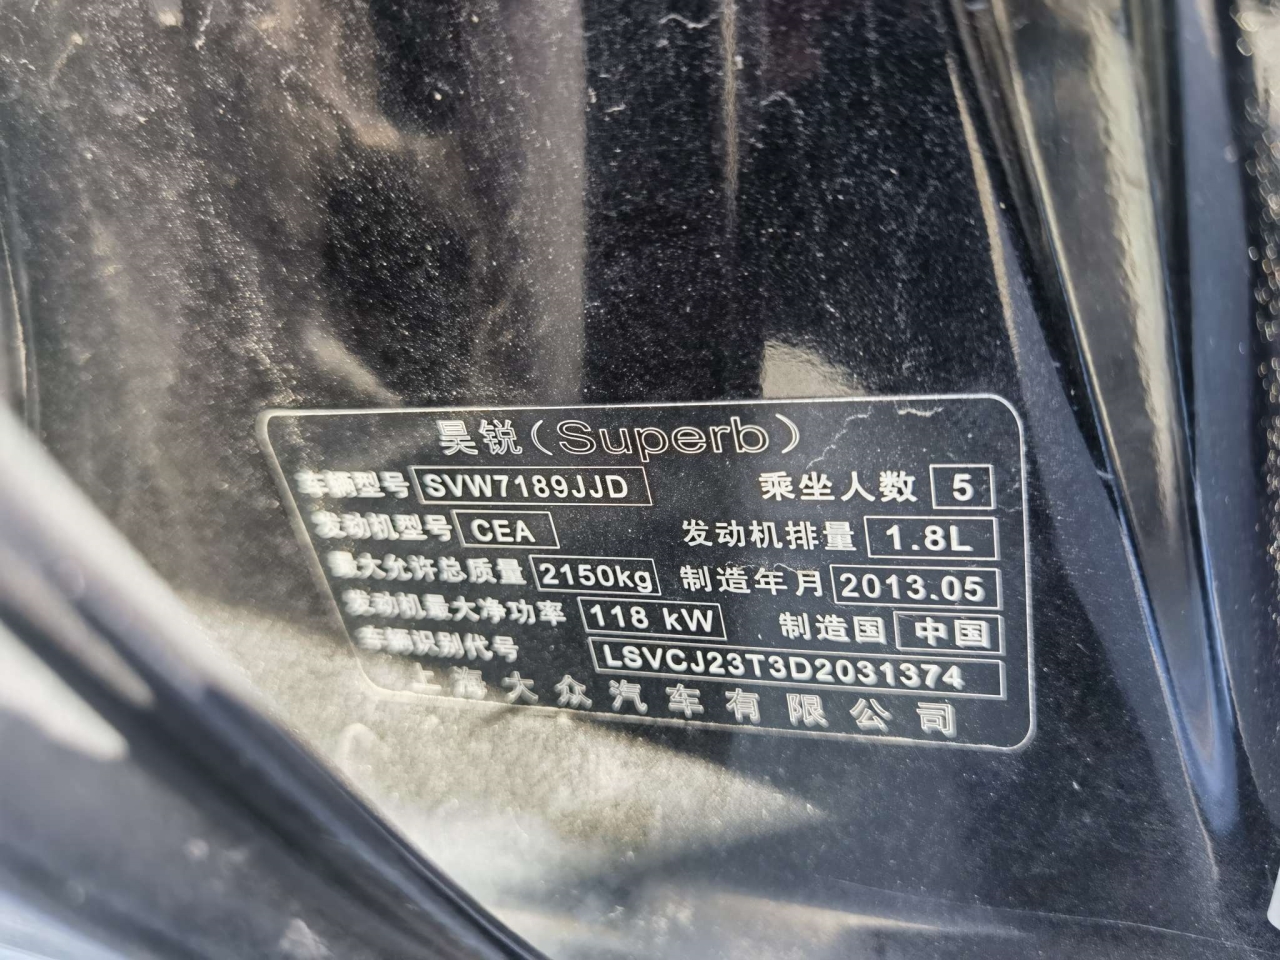 昊锐(Superb)
车辆型号 SVW7189JJD 乘坐人数 5
发动机型号 CEA 发动机排量 1.8L
最大允许总质量 2150kg 制造年月 2013.05
发动机最大净功率 118 kW 制造国 中国
车辆识别代号 LSVCJ23T3D2031374
上海大众汽车有限公司